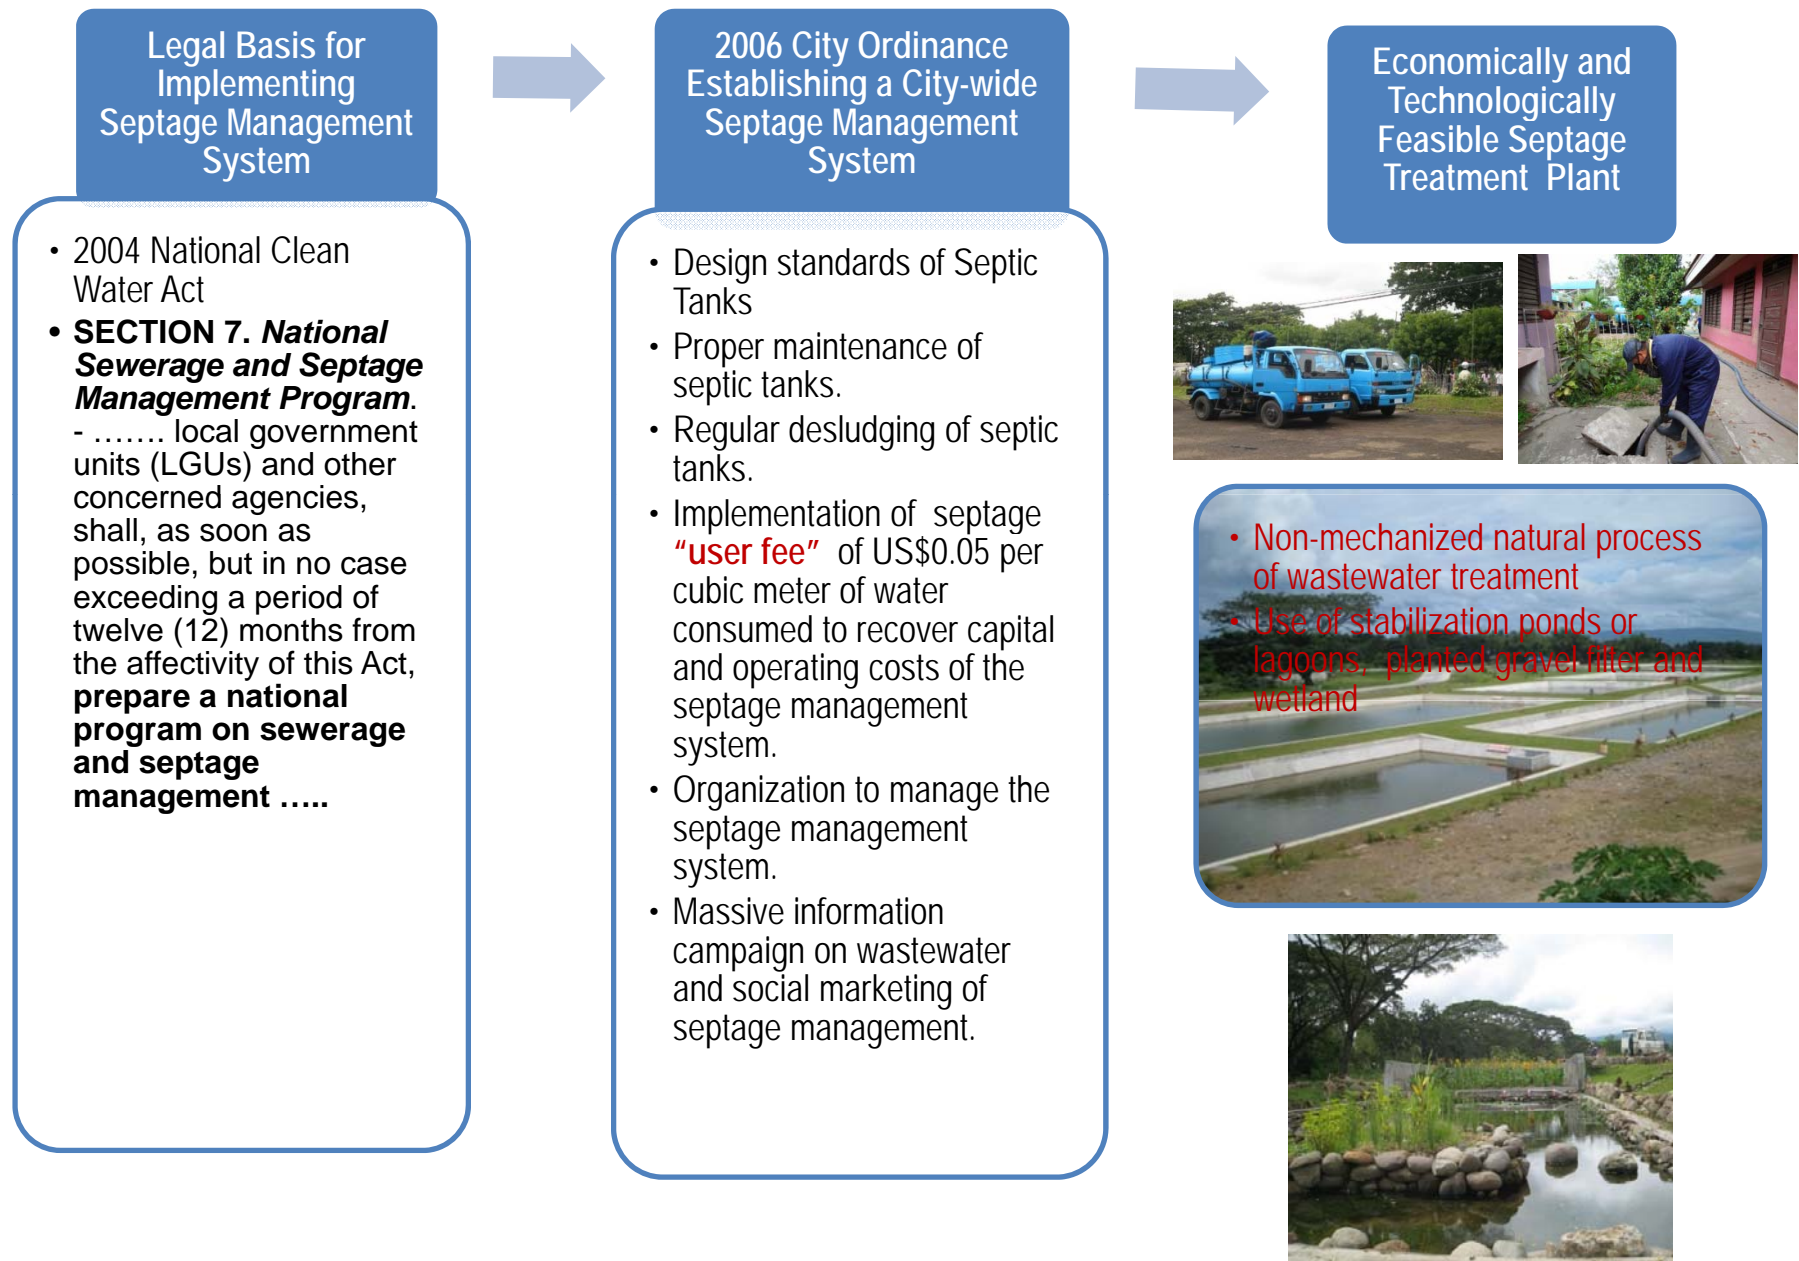 Legal Basis for
Implementing
Septage Management
System
• 2004 National Clean
Water Act
• SECTION 7. National
Sewerage and Septage
Management Program.
- ……. local government
units (LGUs) and other
concerned agencies,
shall, as soon as
possible, but in no case
exceeding a period of
twelve (12) months from
the affectivity of this Act,
prepare a national
program on sewerage
and septage
management …..
2006 City Ordinance
Establishing a City-wide
Septage Management
System
• Design standards of Septic
Tanks
• Proper maintenance of
septic tanks.
• Regular desludging of septic
tanks.
• Implementation of septage
“user fee” of US$0.05 per
cubic meter of water
consumed to recover capital
and operating costs of the
septage management
system.
• Organization to manage the
septage management
system.
• Massive information
campaign on wastewater
and social marketing of
septage management.
Economically and
Technologically
Feasible Septage
Treatment Plant
• Non-mechanized natural process
of wastewater treatment
• Use of stabilization ponds or
lagoons, planted gravel filter and
wetland